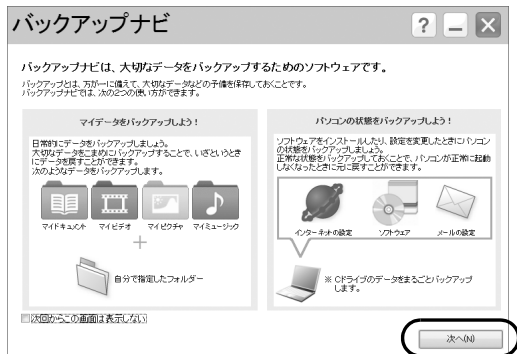 バックアップナビ
?
バックアップナビは、大切なデータをバックアップするためのソフトウェアです。
バックアップとは、万が一に備えて、大切なデータなどの予備を保存しておくことです。
バックアップナビでは、次の2つの使い方ができます。
マイデータをバックアップしよう!
日常的にデータをバックアップしましょう。
大切なデータをこまめにバックアップすることで、いざというとき
にデータを戻すことができます。
次のようなデータをバックアップします。
マイドキュメント マイビデオ マイピクチャ マイミュージック
自分で指定したフォルダー
パソコンの状態をバックアップしよう!
ソフトウェアをインストールしたり、設定を変更したときにパソコン
の状態をバックアップしましょう。
正常な状態をバックアップしておくことで、パソコンが正常に起動
しなくなったときに元に戻すことができます。
インターネットの設定 ソフトウェア メールの設定
※ Cドライブのデータをまるごとバックアップ
します。
次回からこの画面は表示しない
次へ(N)